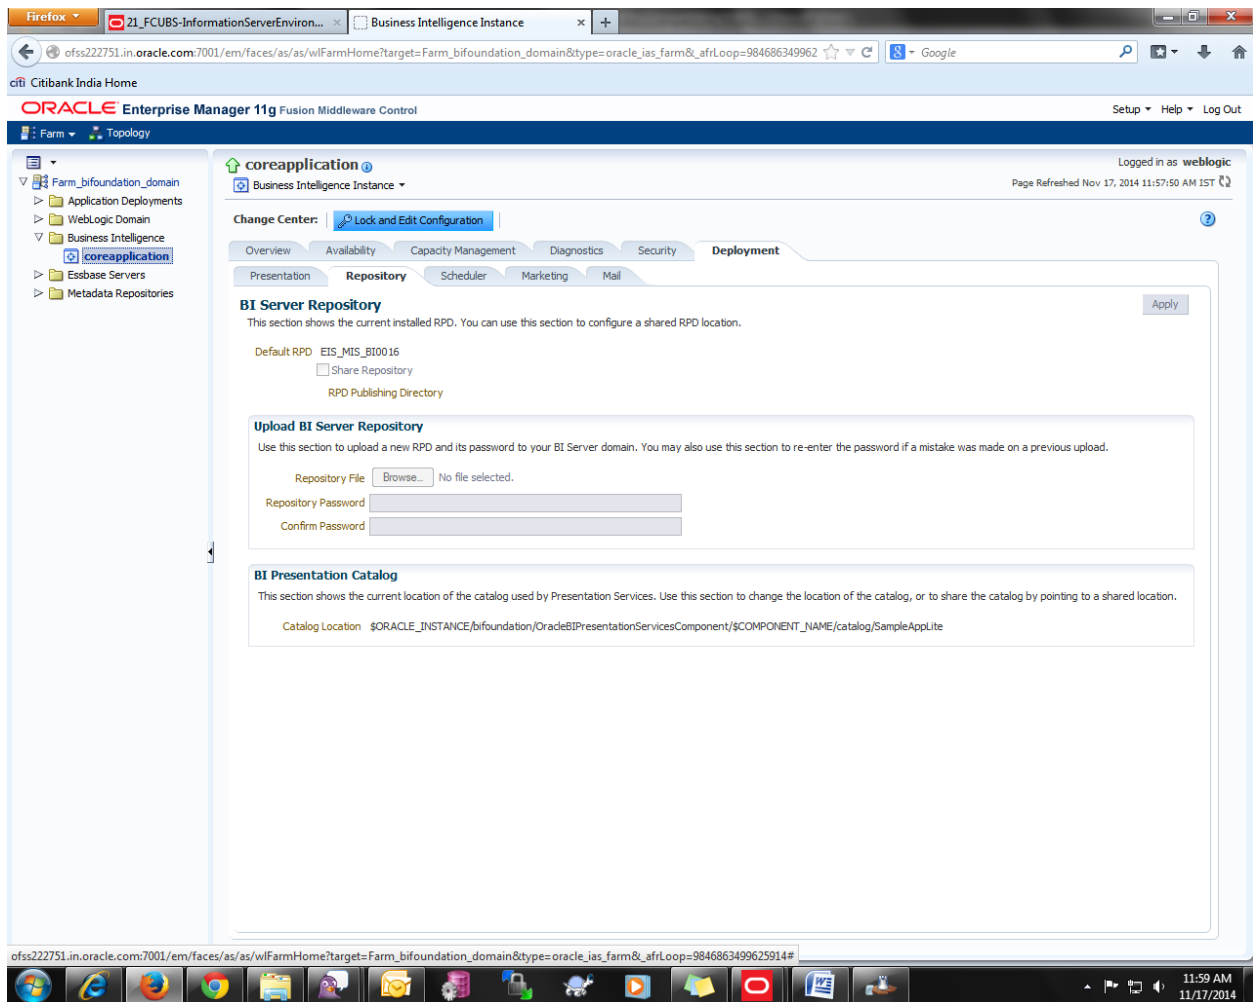 Firefox
21_FCUBS-InformationServerEnviron...
Business Intelligence Instance
ofss222751.in.oracle.com:7001/em/faces/as/as/wlFarmHome?target=Farm_bifoundation_domain&type=oracle_ias_farm&_afrLoop=984686349962
Google
citi Citibank India Home
ORACLE Enterprise Manager 11g Fusion Middleware Control
Setup Help Log Out
Farm Topology
coreapplication
Logged in as weblogic
Business Intelligence Instance
Page Refreshed Nov 17, 2014 11:57:50 AM IST
Farm_bifoundation_domain
Application Deployments
WebLogic Domain
Business Intelligence
coreapplication
Essbase Servers
Metadata Repositories
Change Center: Lock and Edit Configuration
Overview Availability Capacity Management Diagnostics Security Deployment
Presentation Repository Scheduler Marketing Mail
BI Server Repository
Apply
This section shows the current installed RPD. You can use this section to configure a shared RPD location.
Default RPD EIS_MIS_BI0016
Share Repository
RPD Publishing Directory
Upload BI Server Repository
Use this section to upload a new RPD and its password to your BI Server domain. You may also use this section to re-enter the password if a mistake was made on a previous upload.
Repository File Browse... No file selected.
Repository Password
Confirm Password
BI Presentation Catalog
This section shows the current location of the catalog used by Presentation Services. Use this section to change the location of the catalog, or to share the catalog by pointing to a shared location.
Catalog Location $ORACLE_INSTANCE/bifoundation/OracleBIPresentationServicesComponent/$COMPONENT_NAME/catalog/SampleAppLite
ofss222751.in.oracle.com:7001/em/faces/as/as/wlFarmHome?target=Farm_bifoundation_domain&type=oracle_ias_farm&_afrLoop=9846863499625914#
11:59 AM
11/17/2014